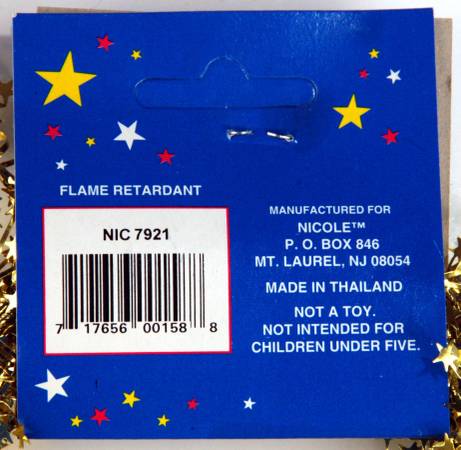 FLAME RETARDANT
NIC 7921
7 17656 00158 8
MANUFACTURED FOR
NICOLE™
P. O. BOX 846
MT. LAUREL, NJ 08054
MADE IN THAILAND
NOT A TOY.
NOT INTENDED FOR
CHILDREN UNDER FIVE.